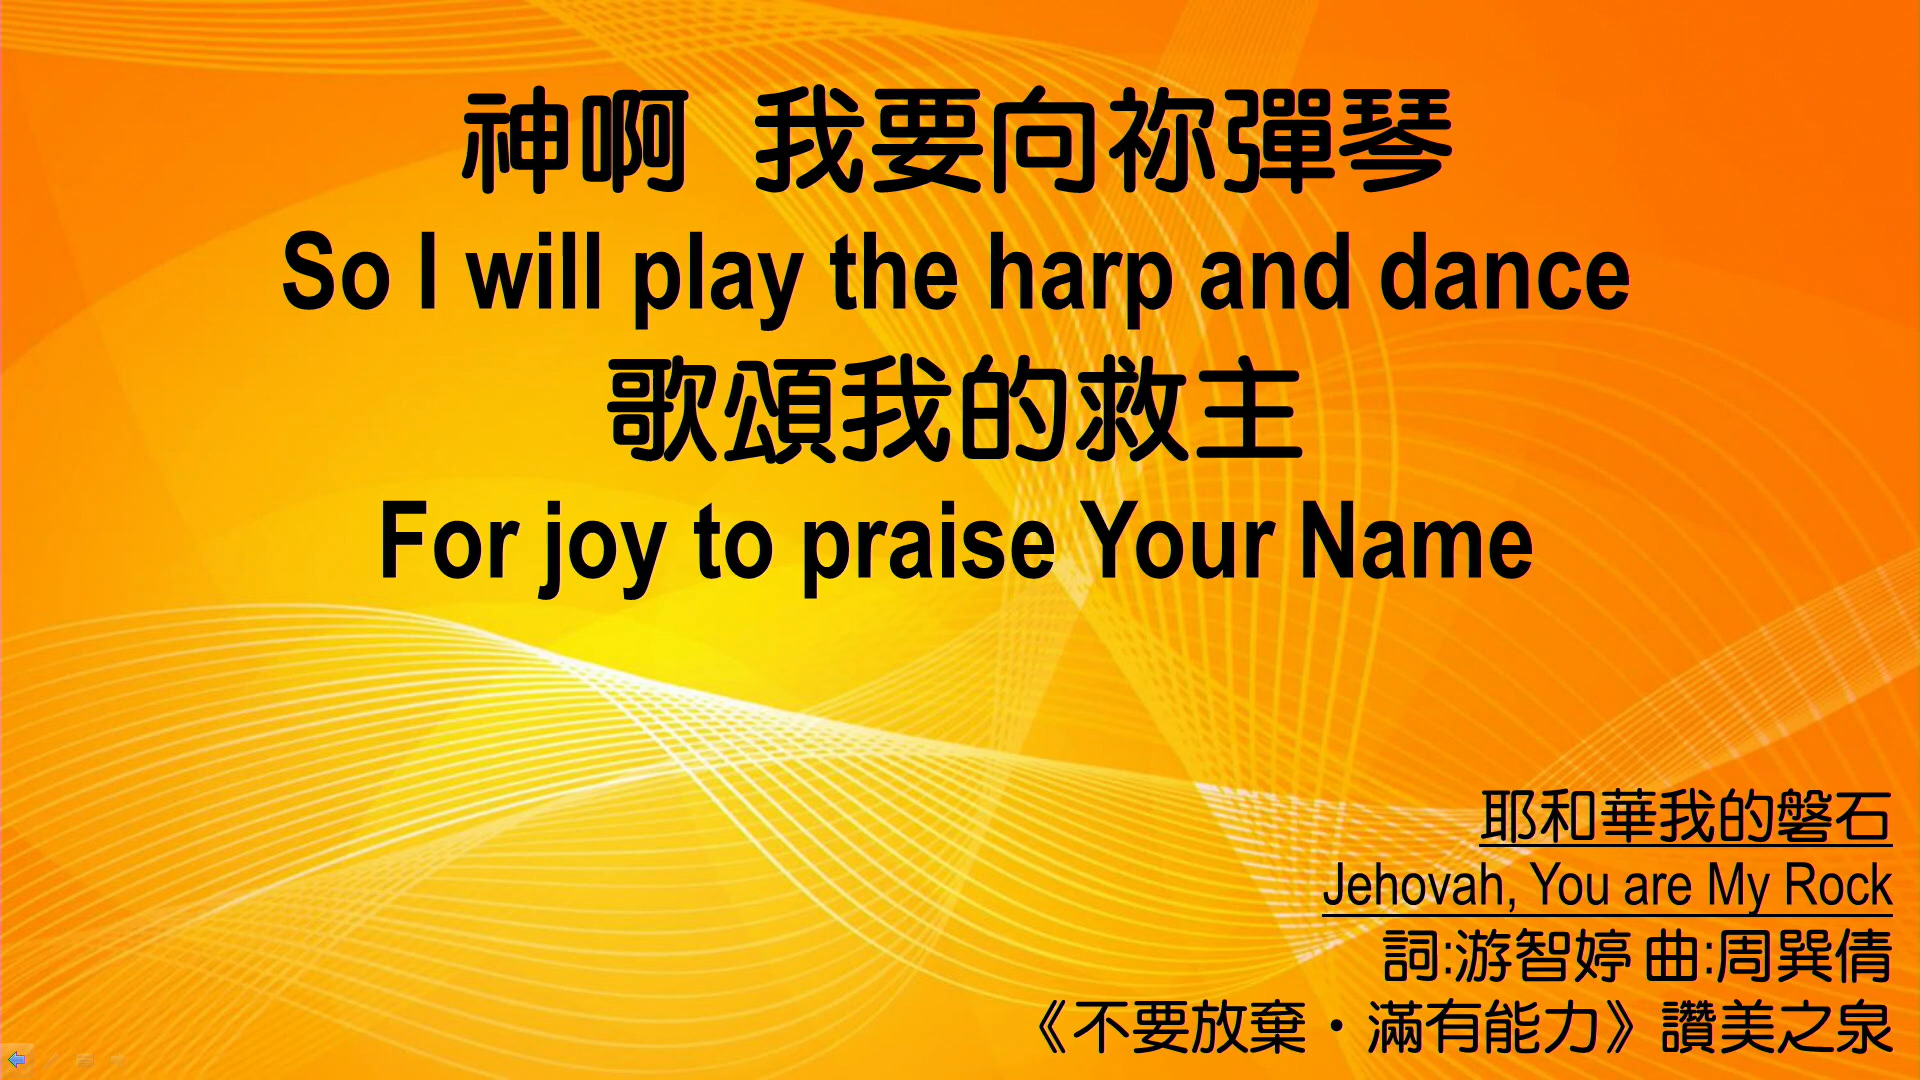 神啊 我要向祢彈琴
So I will play the harp and dance
歌頌我的救主
For joy to praise Your Name
耶和華我的磐石
Jehovah, You are My Rock
詞:游智婷 曲:周巽倩
《不要放棄・滿有能力》讚美之泉